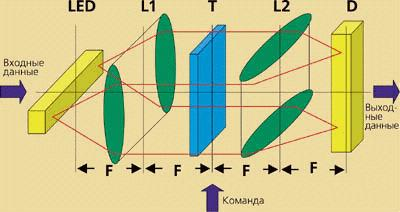 LED L1 T L2 D
Входные
данные
Выход-
ные
данные
F F F F
Команда